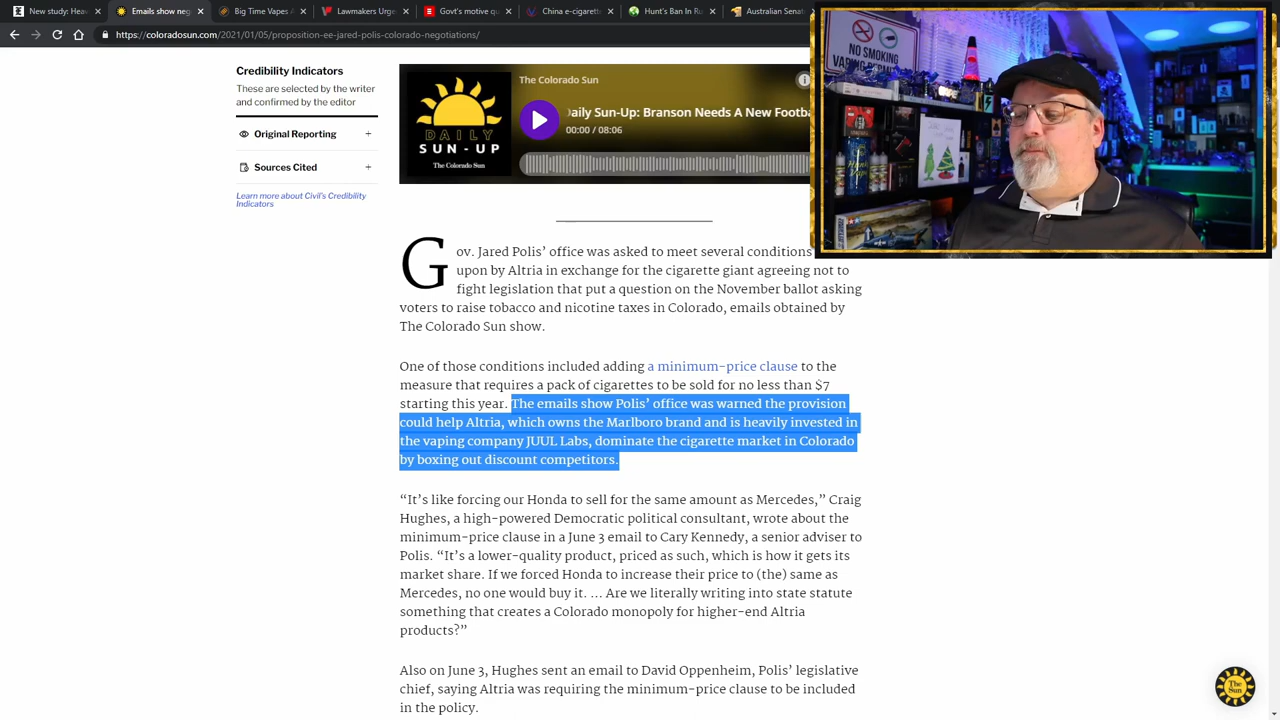 New study: Heav
Emails show nec
Big Time Vapes /
Lawmakers Urge
Govt's motive o
China e-cigarett
Hunt's Ban In Ru
Australian Senat
https://coloradosun.com/2021/01/05/proposition-ee-jared-polis-colorado-negotiations/
NO SMOKING
Credibility Indicators
These are selected by the writer
and confirmed by the editor
Original Reporting +
Sources Cited +
Learn more about Civil's Credibility
Indicators
DAILY
SUN-UP
The Colorado Sun
The Colorado Sun
Daily Sun-Up: Branson Needs A New Footba
00:00 / 08:06
Gov. Jared Polis’ office was asked to meet several conditions
upon by Altria in exchange for the cigarette giant agreeing not to
fight legislation that put a question on the November ballot asking
voters to raise tobacco and nicotine taxes in Colorado, emails obtained by
The Colorado Sun show.
One of those conditions included adding a minimum-price clause to the
measure that requires a pack of cigarettes to be sold for no less than $7
starting this year. The emails show Polis’ office was warned the provision
could help Altria, which owns the Marlboro brand and is heavily invested in
the vaping company JUUL Labs, dominate the cigarette market in Colorado
by boxing out discount competitors.
“It’s like forcing our Honda to sell for the same amount as Mercedes,” Craig
Hughes, a high-powered Democratic political consultant, wrote about the
minimum-price clause in a June 3 email to Cary Kennedy, a senior adviser to
Polis. “It’s a lower-quality product, priced as such, which is how it gets its
market share. If we forced Honda to increase their price to (the) same as
Mercedes, no one would buy it. … Are we literally writing into state statute
something that creates a Colorado monopoly for higher-end Altria
products?”
Also on June 3, Hughes sent an email to David Oppenheim, Polis’ legislative
chief, saying Altria was requiring the minimum-price clause to be included
in the policy.
The
Sun